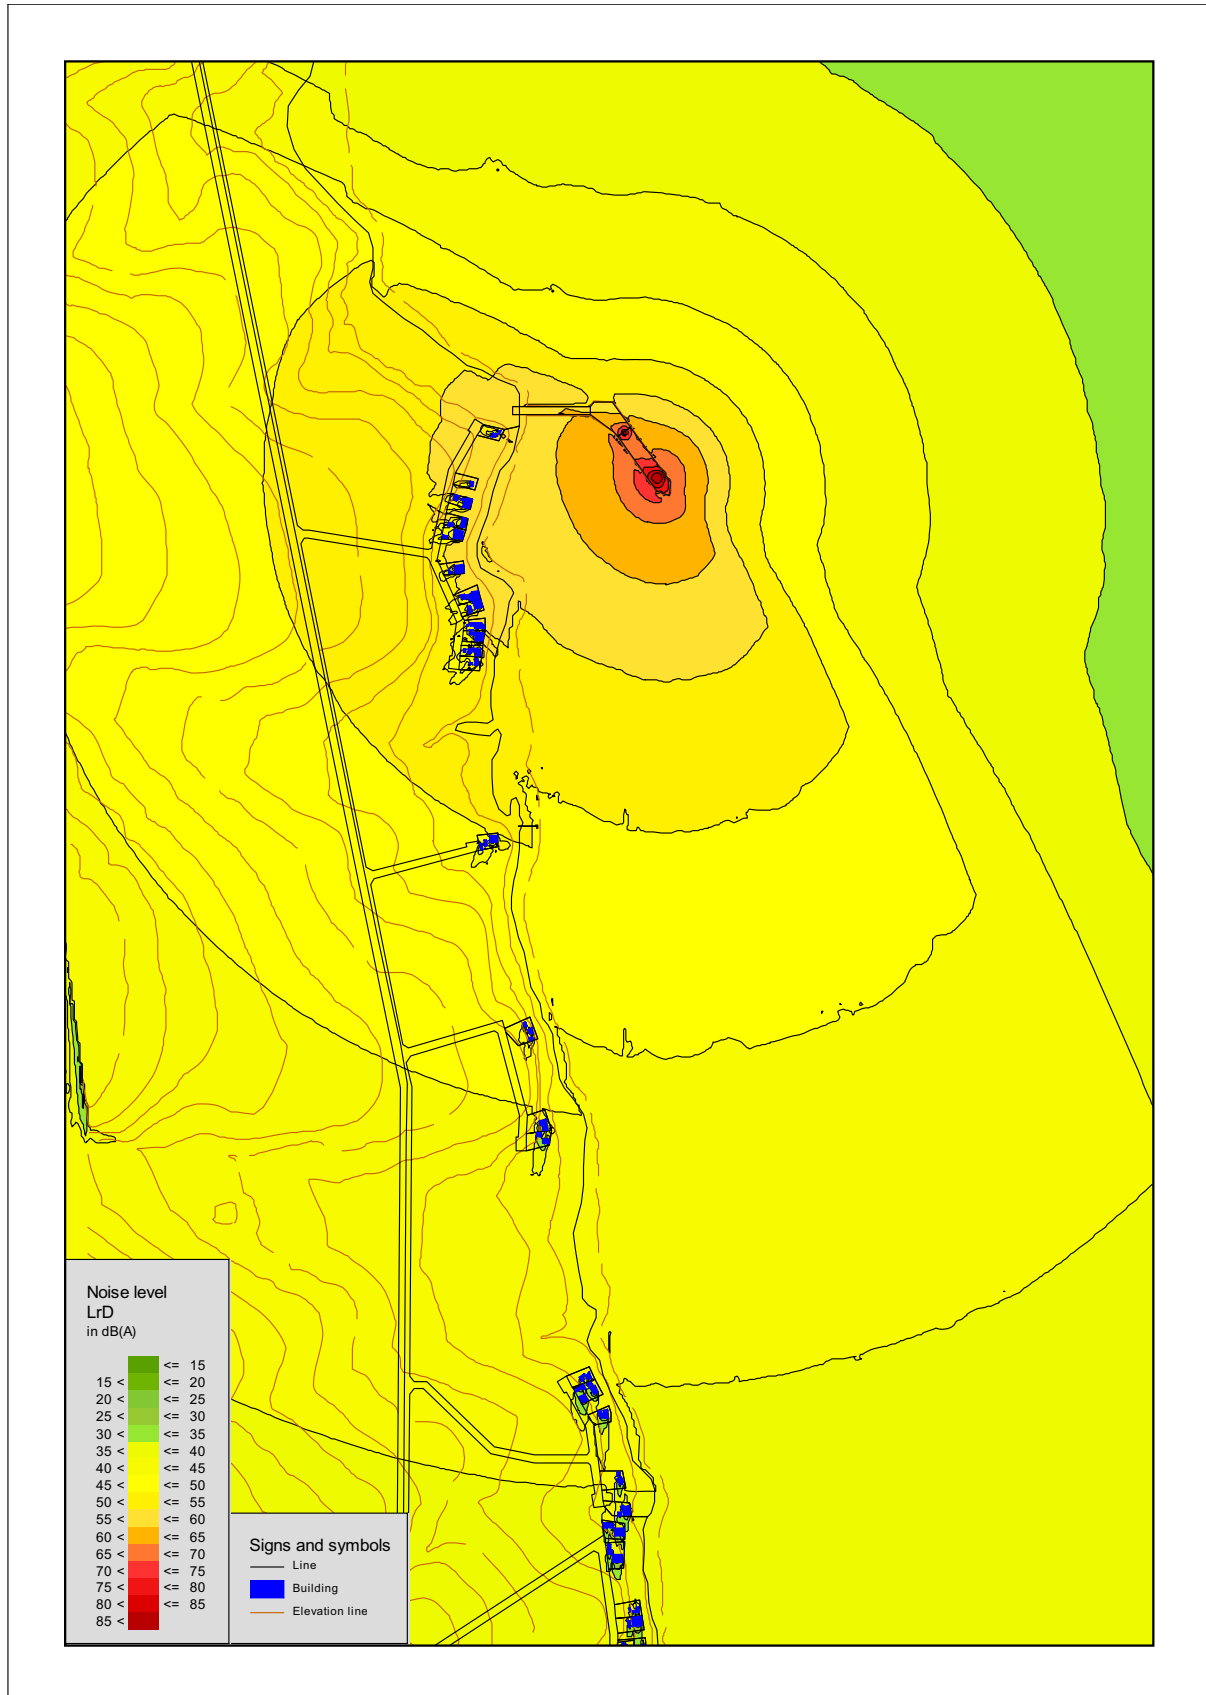 Noise level
LrD
in dB(A)
<= 15
15 < <= 20
20 < <= 25
25 < <= 30
30 < <= 35
35 < <= 40
40 < <= 45
45 < <= 50
50 < <= 55
55 < <= 60
60 < <= 65
65 < <= 70
70 < <= 75
75 < <= 80
80 < <= 85
85 <
Signs and symbols
Line
Building
Elevation line